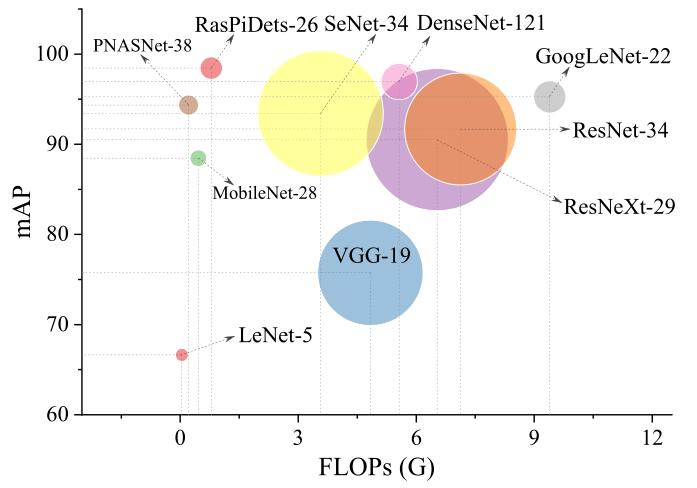 RasPiDets-26 SeNet-34 DenseNet-121
PNASNet-38
GoogLeNet-22
100
ResNet-34
90
MobileNet-28
ResNeXt-29
mAP
80
VGG-19
70
LeNet-5
60
0 3 6 9 12
FLOPs (G)